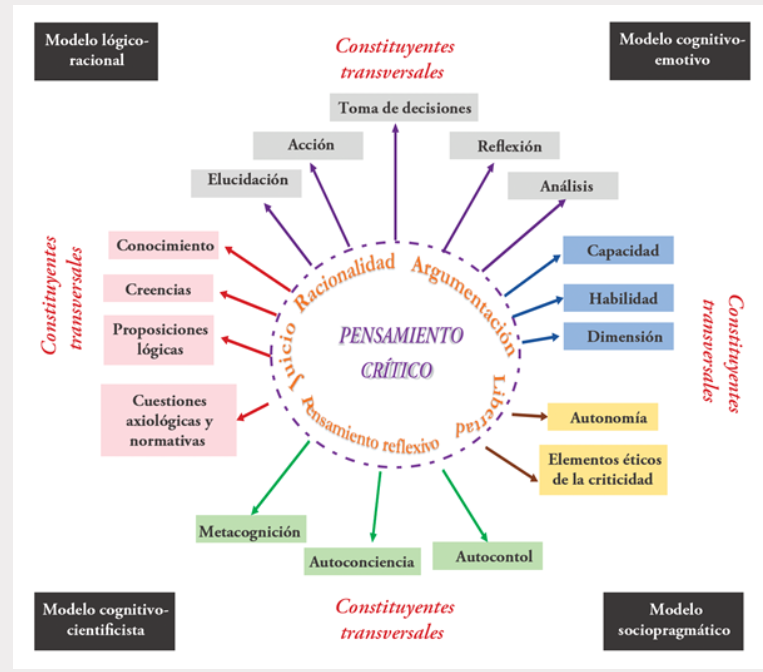 Modelo lógico-
racional
Constituyentes
transversales
Modelo cognitivo-
emotivo
Toma de decisiones
Acción
Reflexión
Elucidación
Análisis
Conocimiento
Creencias
Proposiciones
lógicas
Cuestiones
axiológicas y
normativas
Constituyentes
transversales
Juicio
Racionalidad
Argumentación
Libertad
Pensamiento reflexivo
PENSAMIENTO
CRÍTICO
Capacidad
Habilidad
Dimensión
Constituyentes
transversales
Autonomía
Elementos éticos
de la criticidad
Metacognición
Autoconciencia
Autocontol
Modelo cognitivo-
cientificista
Constituyentes
transversales
Modelo
sociopragmático